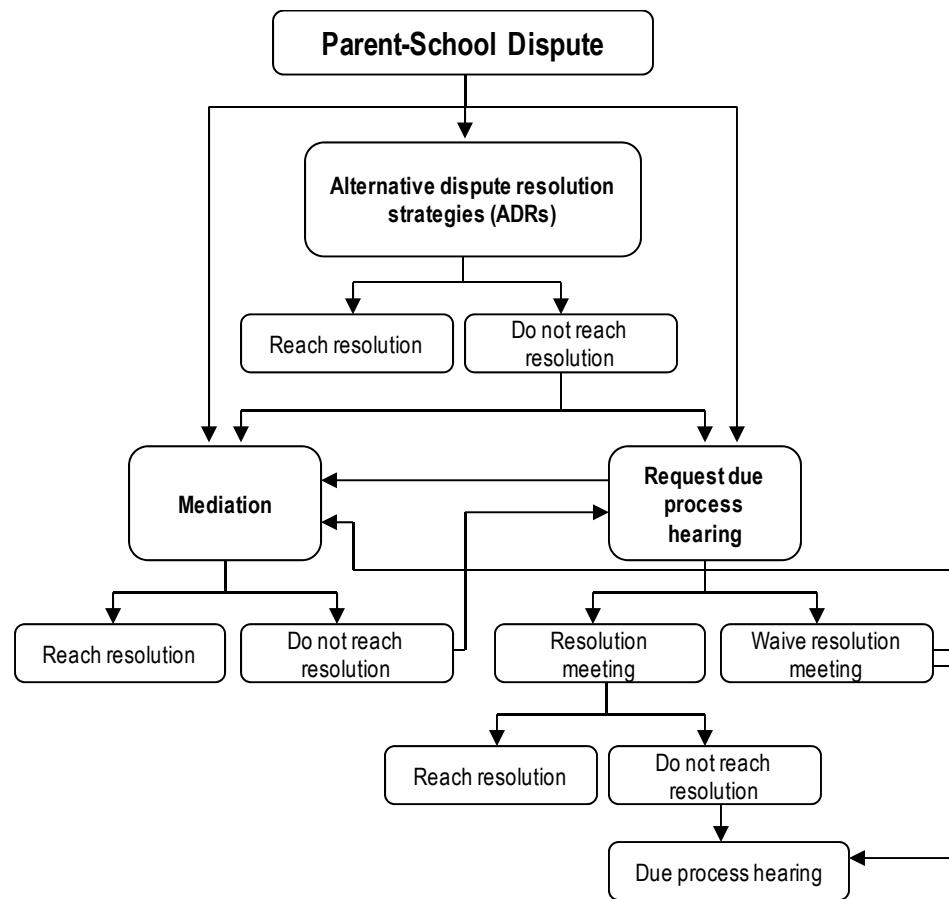 Parent-School Dispute
Alternative dispute resolution
strategies (ADRs)
Reach resolution
Do not reach
resolution
Mediation
Request due
process
hearing
Reach resolution
Do not reach
resolution
Resolution
meeting
Waive resolution
meeting
Reach resolution
Do not reach
resolution
Due process hearing